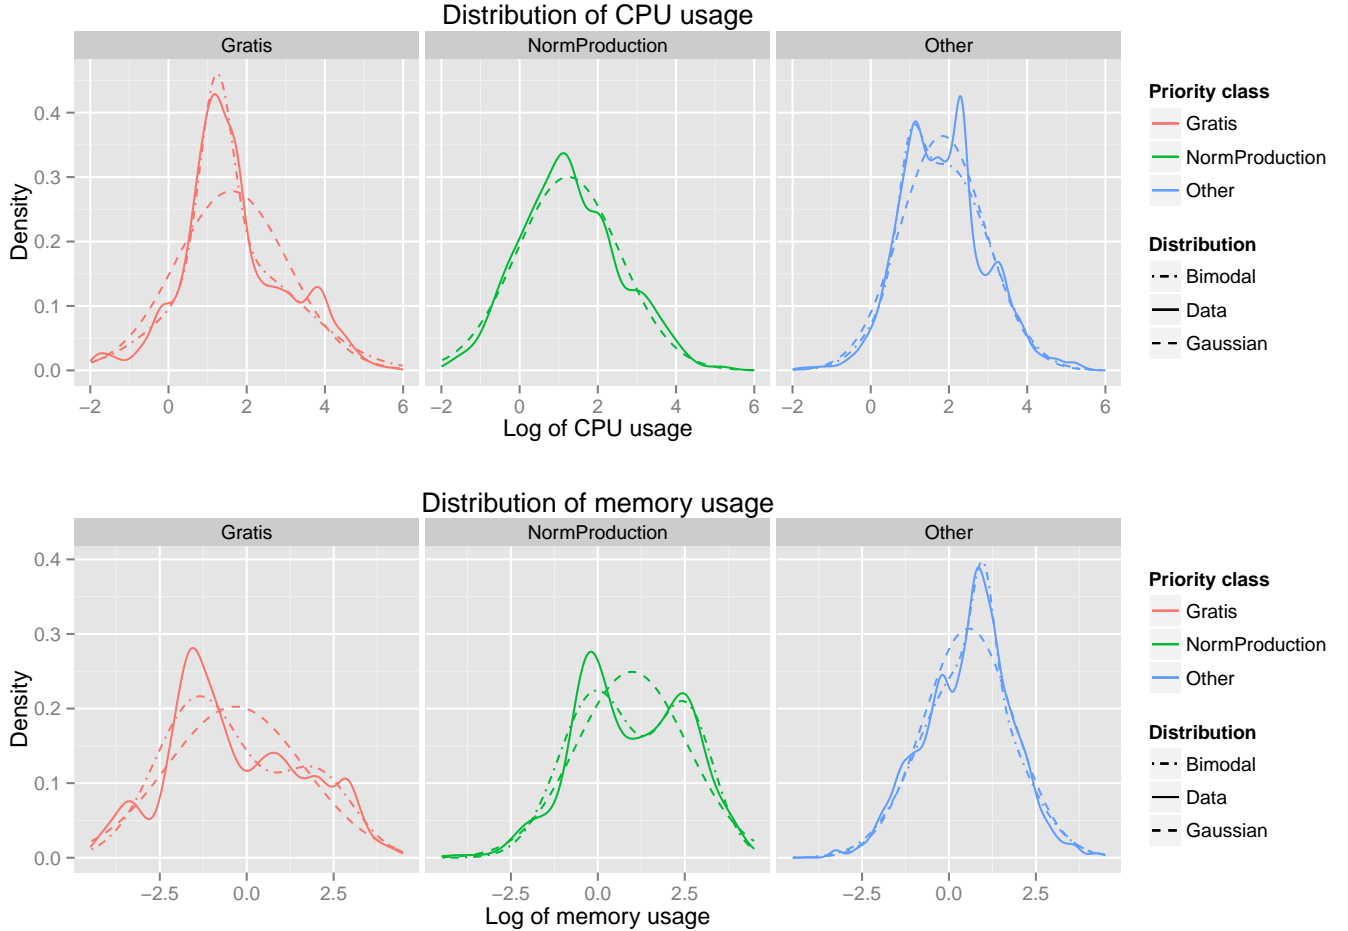 Distribution of CPU usage
Gratis
NormProduction
Other
Density
0.4
0.3
0.2
0.1
0.0
−2 0 2 4 6
−2 0 2 4 6
−2 0 2 4 6
Log of CPU usage
Priority class
Gratis
NormProduction
Other
Distribution
Bimodal
Data
Gaussian
Distribution of memory usage
Gratis
NormProduction
Other
Density
0.4
0.3
0.2
0.1
0.0
−2.5 0.0 2.5
−2.5 0.0 2.5
−2.5 0.0 2.5
Log of memory usage
Priority class
Gratis
NormProduction
Other
Distribution
Bimodal
Data
Gaussian